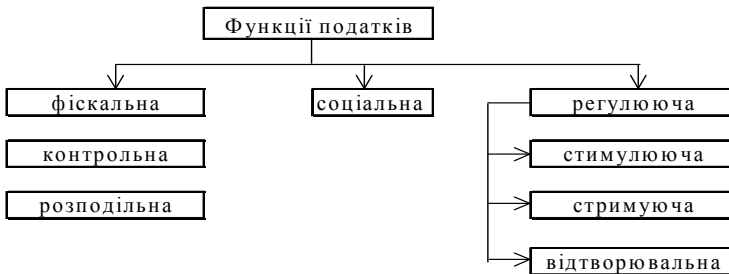 Функції податків
фіскальна
соціальна
регулююча
контрольна
стимулююча
розподільна
стримуюча
відтворювальна